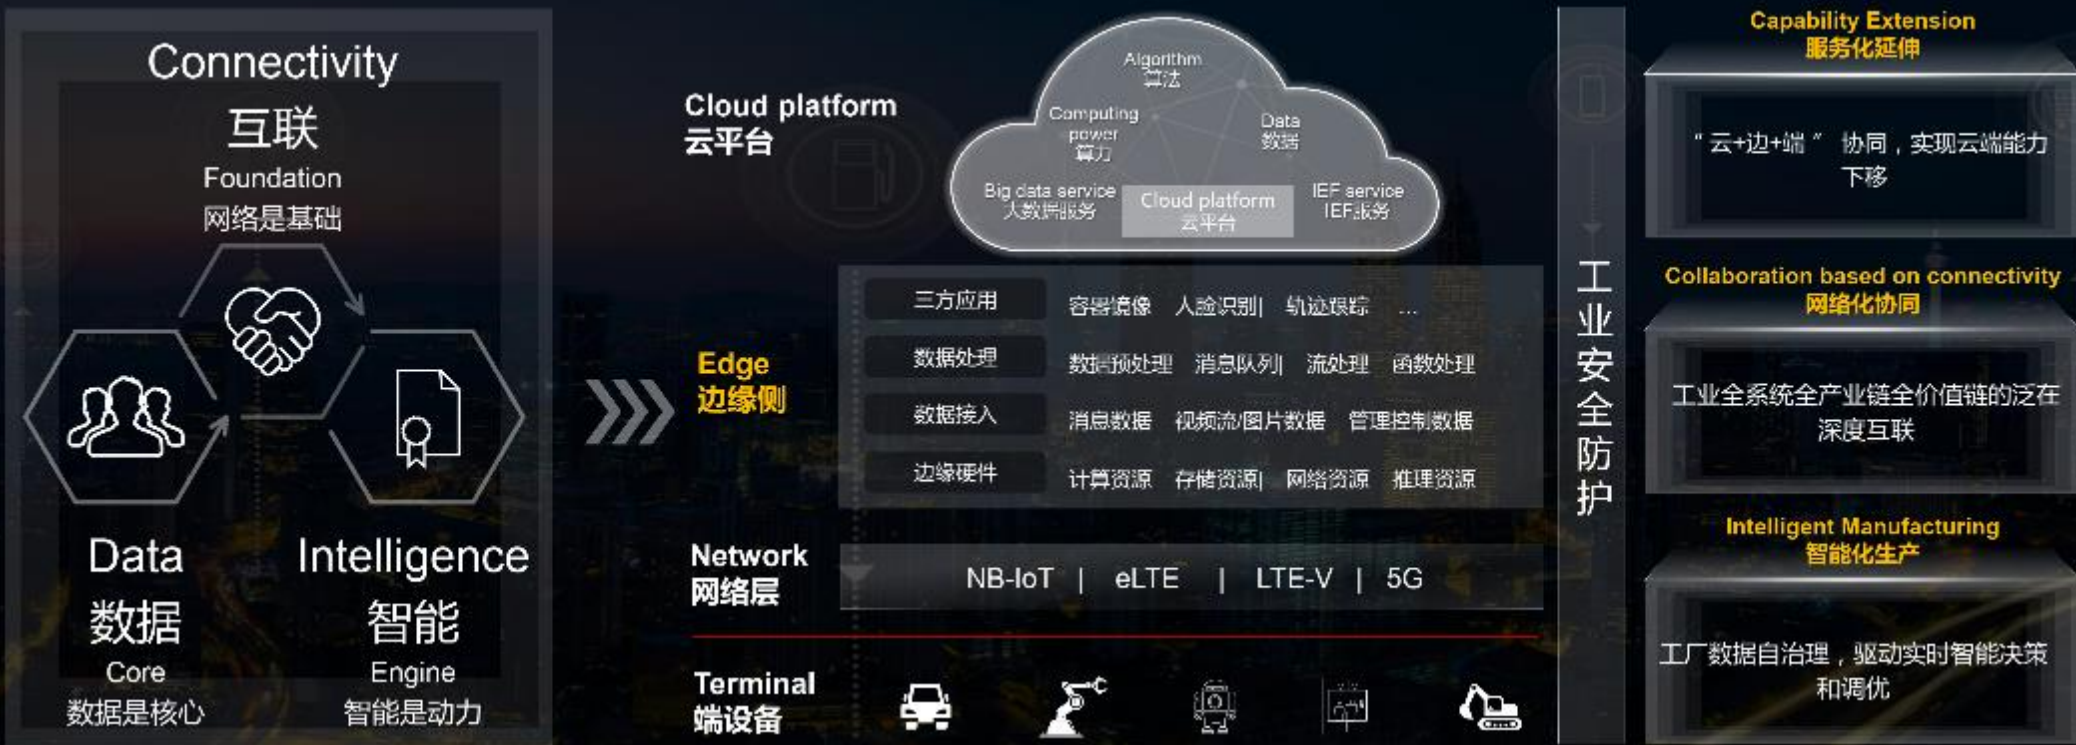 Connectivity
互联
Foundation
网络是基础
Data
数据
Core
数据是核心
Intelligence
智能
Engine
智能是动力
Cloud platform
云平台
Algorithm
算法
Computing
power
算力
Data
数据
Big data service
大数据服务
Cloud platform
云平台
IEF service
IEF服务
Edge
边缘侧
三方应用 容器镜像 人脸识别| 轨迹跟踪 ...
数据处理 数据预处理 消息队列| 流处理 函数处理
数据接入 消息数据 视频流/图片数据 管理控制数据
边缘硬件 计算资源 存储资源| 网络资源 推理资源
Network
网络层
NB-IoT | eLTE | LTE-V | 5G
Terminal
端设备
工业安全防护
Capability Extension
服务化延伸
“云+边+端” 协同，实现云端能力
下移
Collaboration based on connectivity
网络化协同
工业全系统全产业链全价值链的泛在
深度互联
Intelligent Manufacturing
智能化生产
工厂数据自治理，驱动实时智能决策
和调优